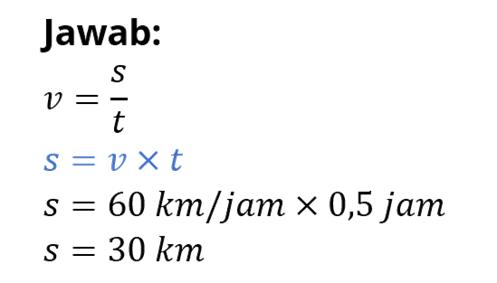 Jawab:
v = s/t
s = v × t
s = 60 km/jam × 0,5 jam
s = 30 km